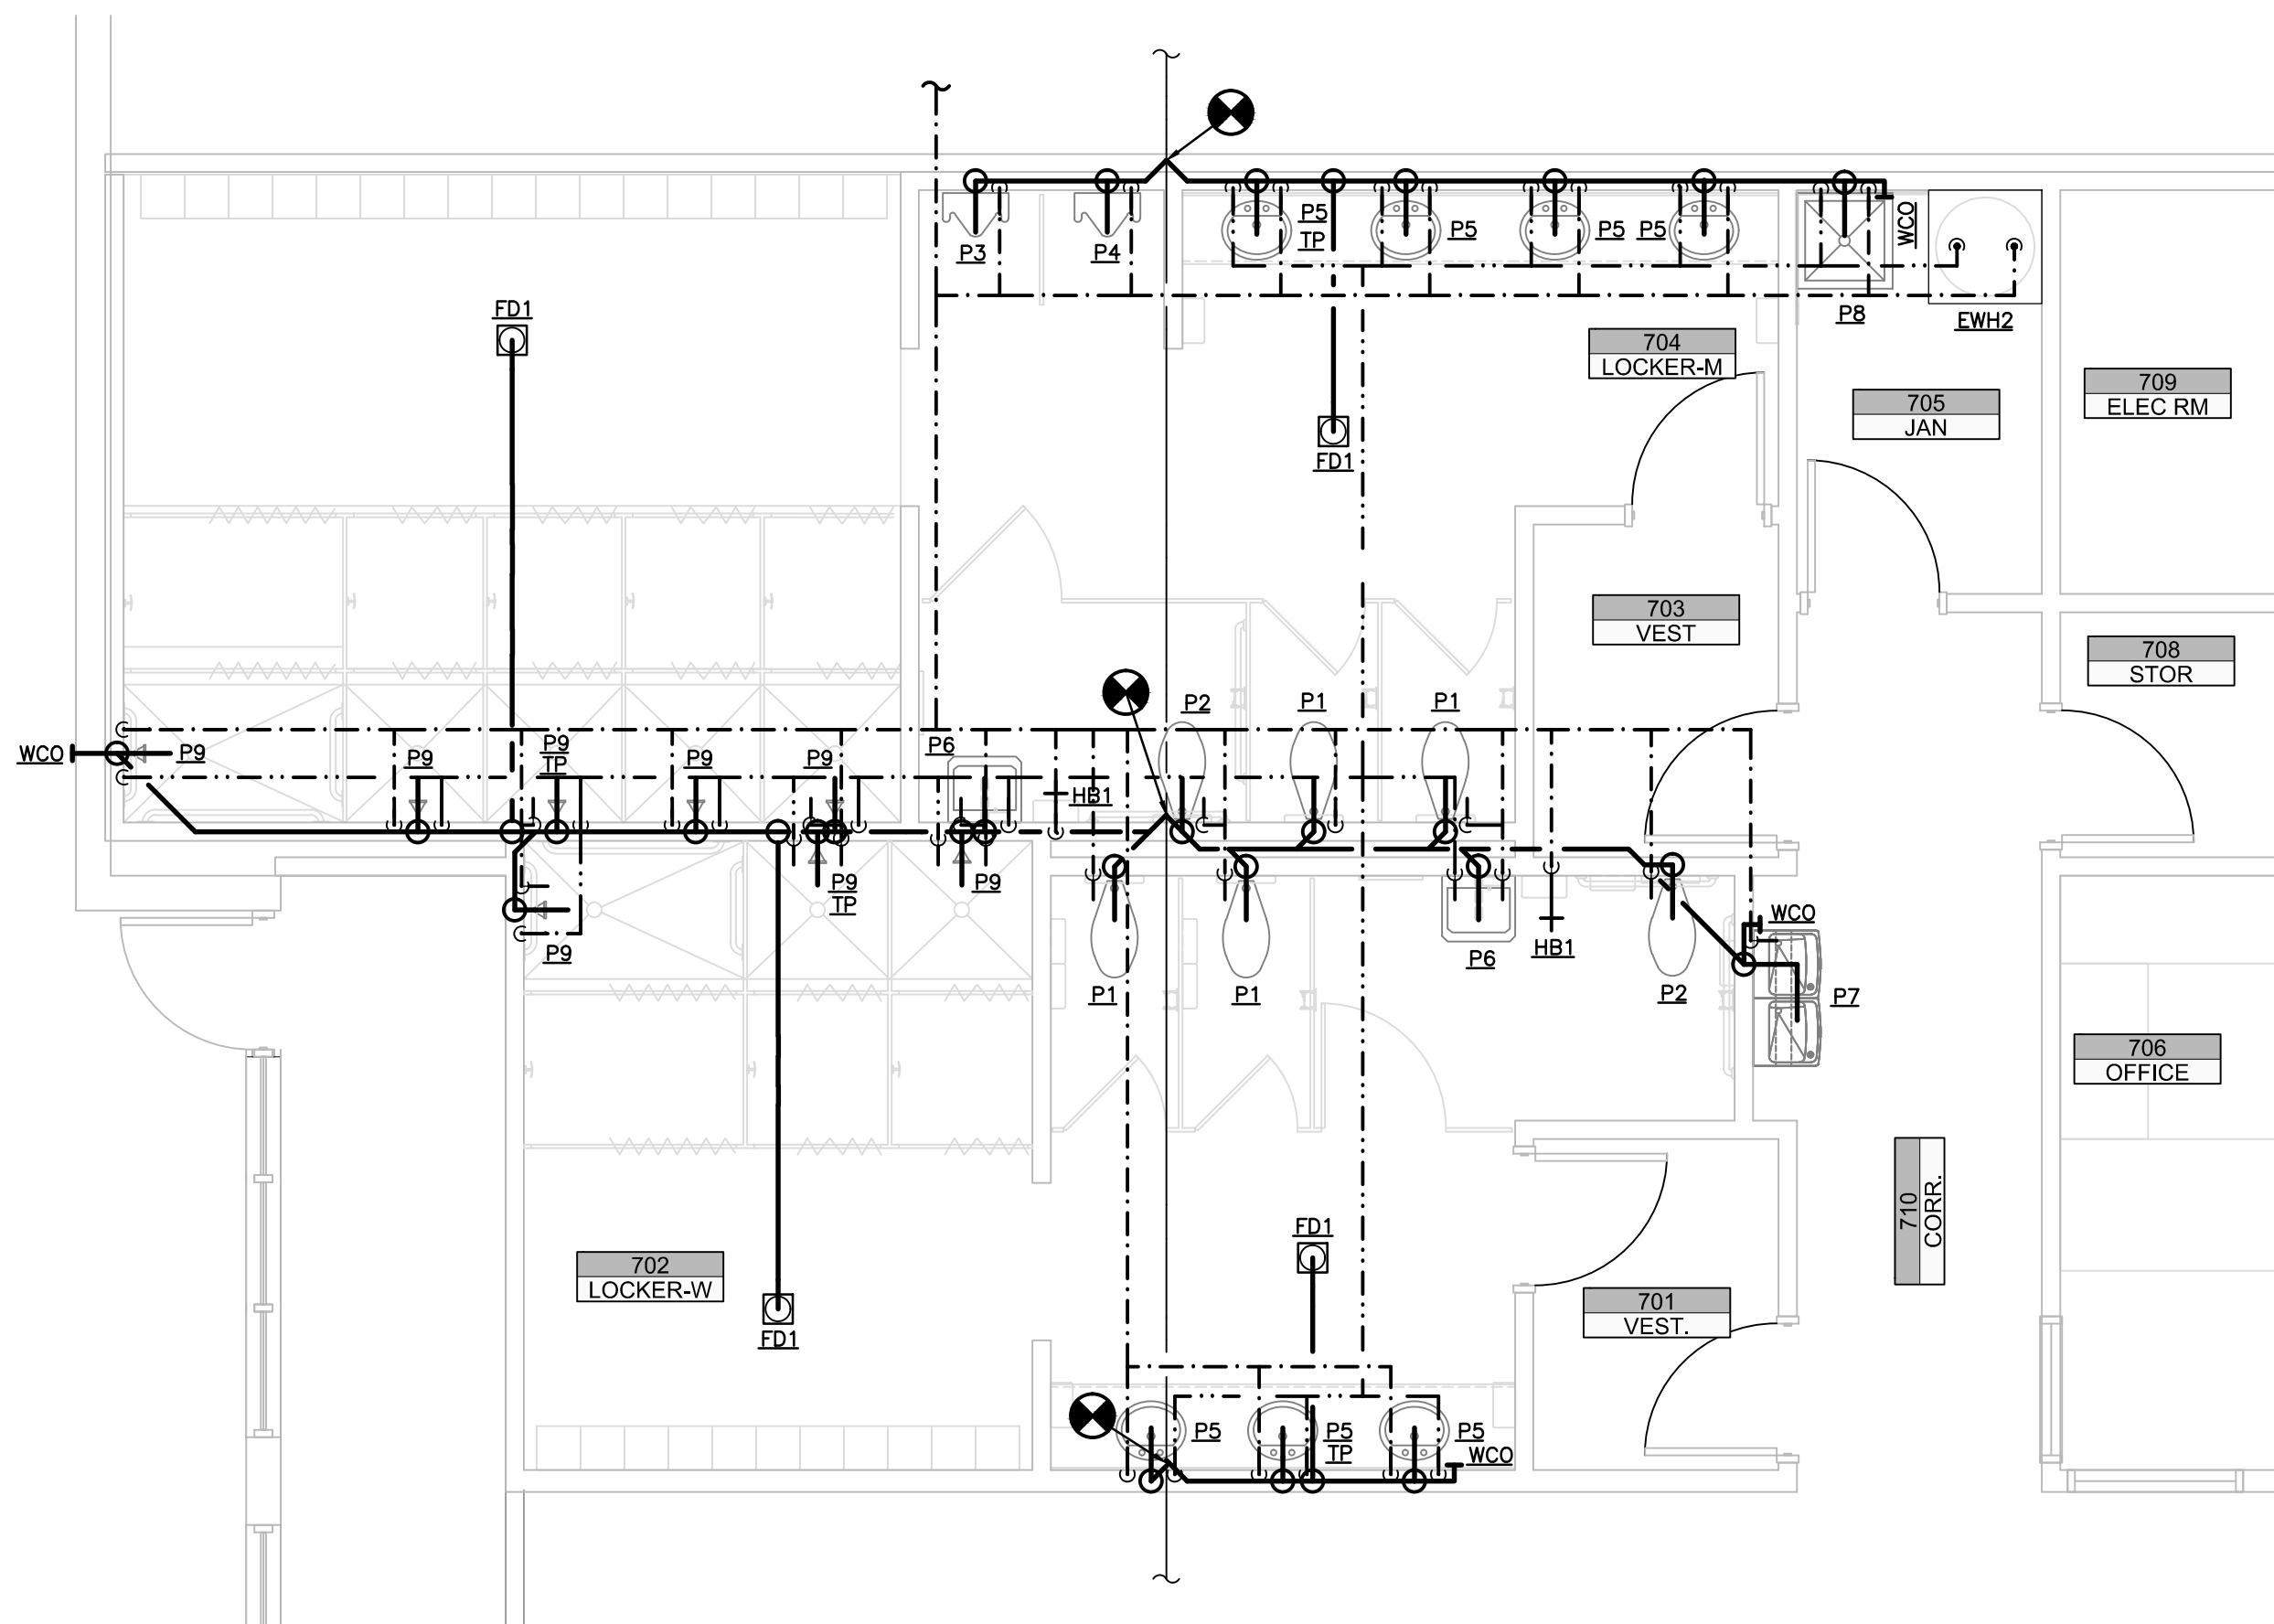 P3
P4
P5
TP
P5
P5
P5
WCO
P8
EWH2
FD1
FD1
704
LOCKER-M
705
JAN
709
ELEC RM
703
VEST
708
STOR
P2
P1
P1
WCO
P9
P9
P9
TP
P9
P9
P6
HB1
P9
P9
TP
P9
P1
P1
P6
HB1
P2
WCO
P7
706
OFFICE
710
CORR.
702
LOCKER-W
FD1
FD1
701
VEST.
P5
P5
TP
P5
WCO